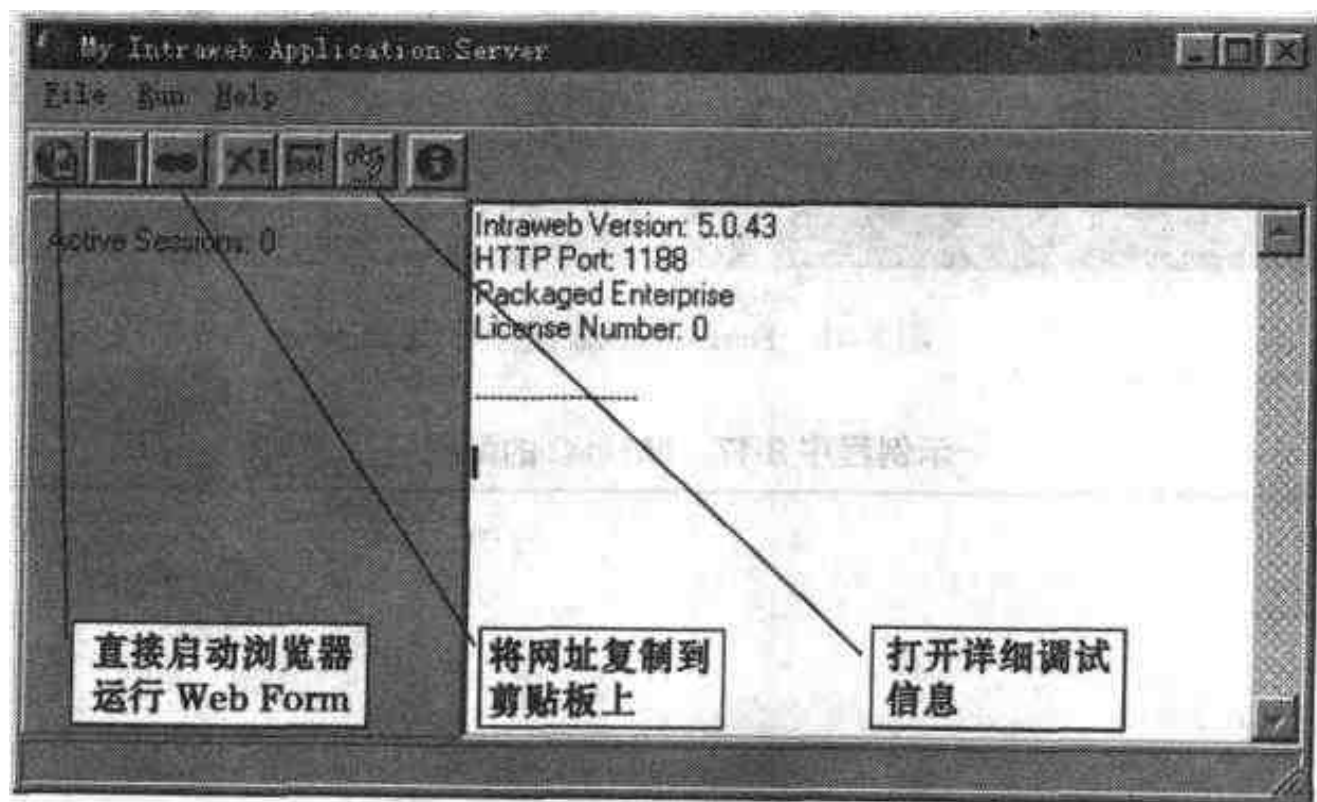 My Intraweb Application Server
File Run Help
Active Sessions: 0
Intraweb Version: 5.0.43
HTTP Port: 1188
Packaged Enterprise
License Number: 0
直接启动浏览器
运行 Web Form
将网址复制到
剪贴板上
打开详细调试
信息